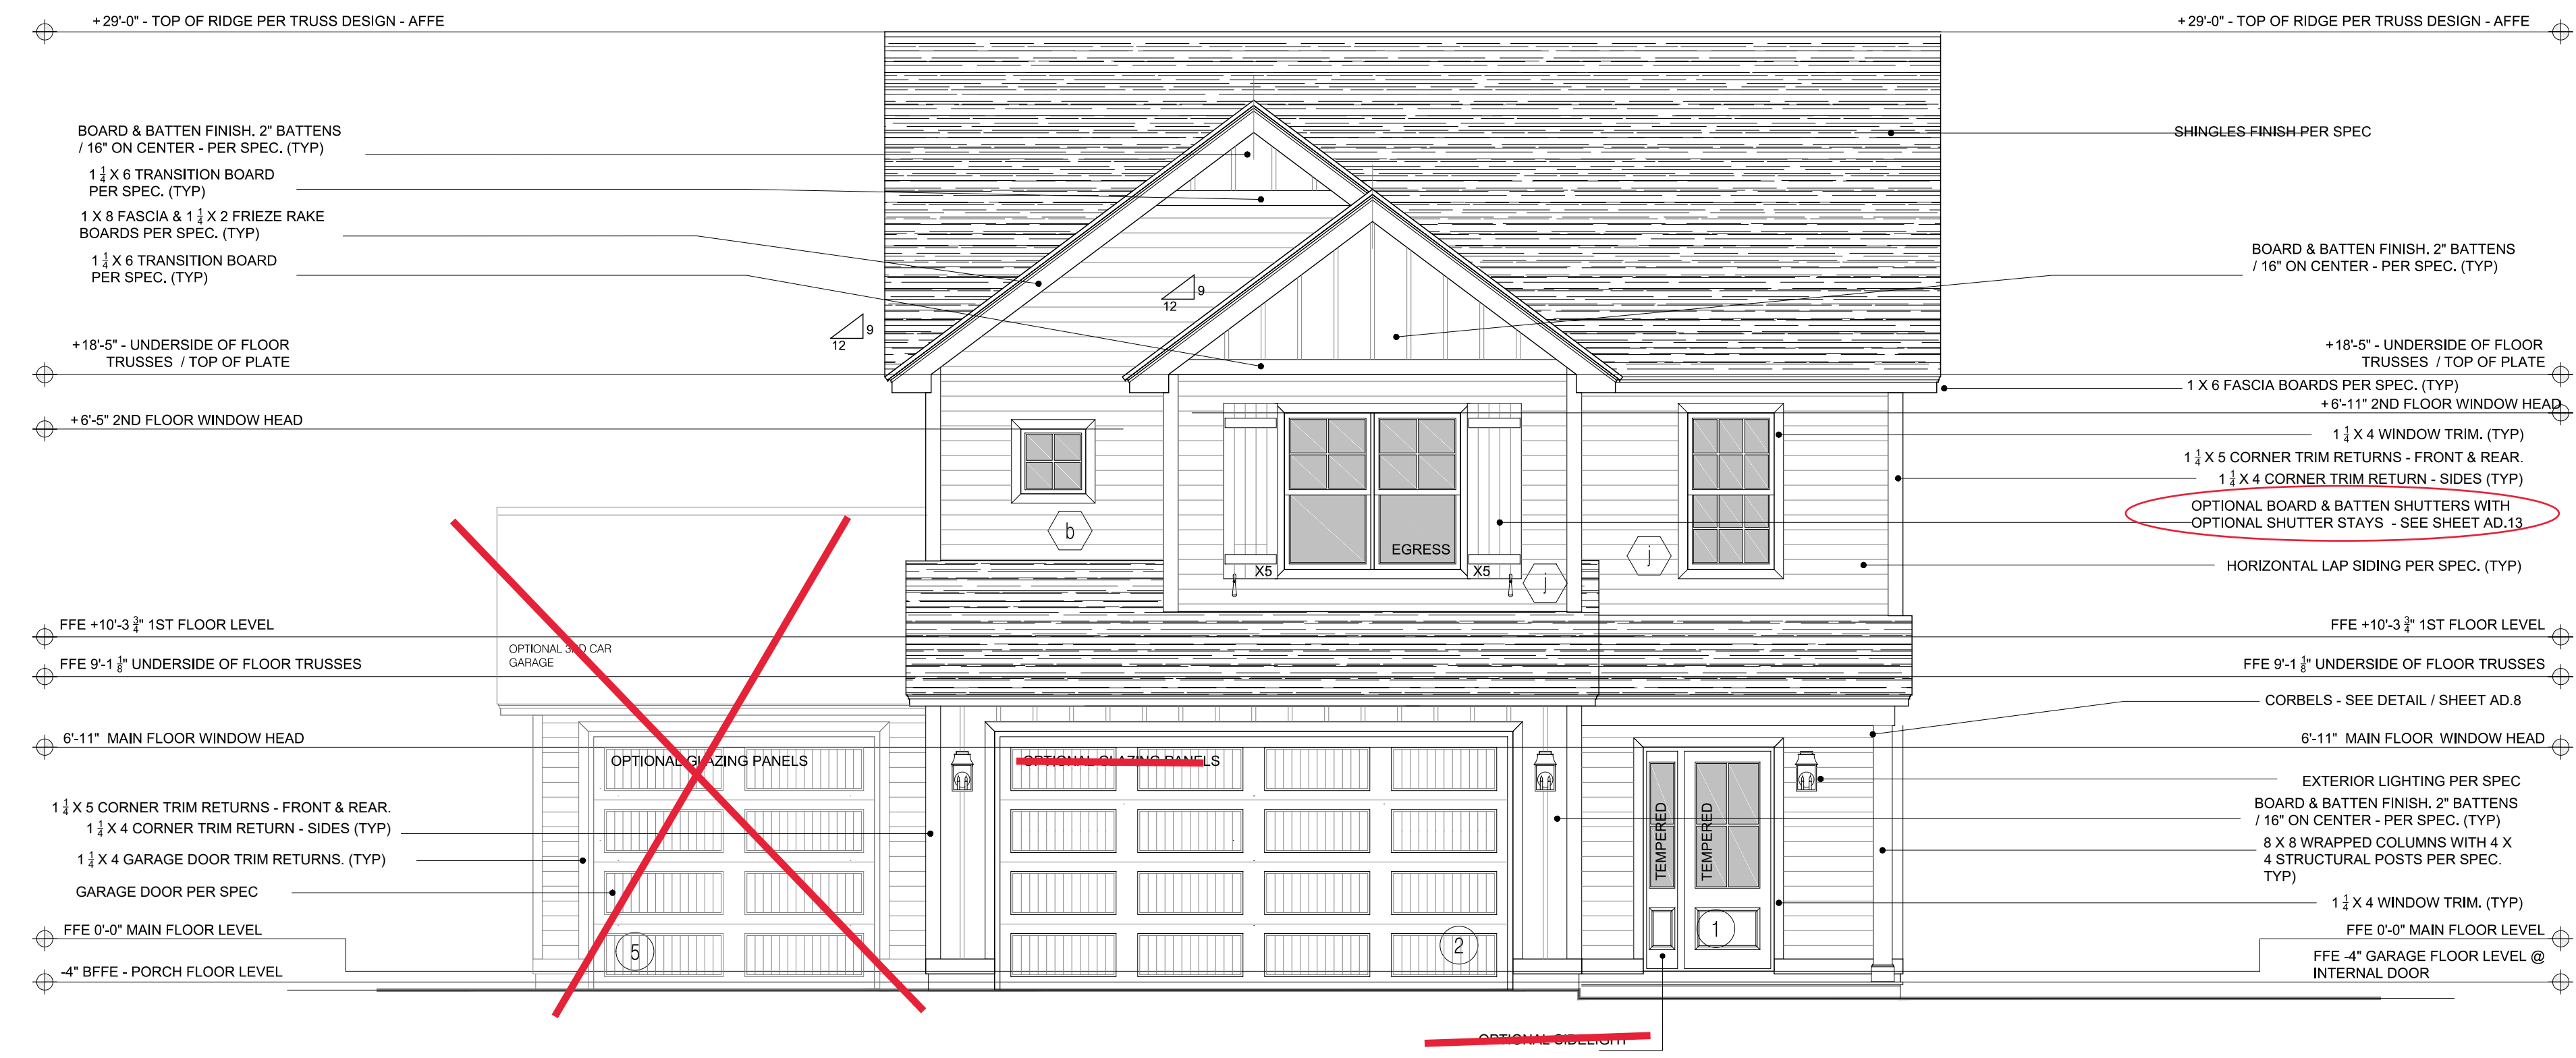 +29'-0" - TOP OF RIDGE PER TRUSS DESIGN - AFFE
BOARD & BATTEN FINISH. 2" BATTENS
/ 16" ON CENTER - PER SPEC. (TYP)
1 1/4 X 6 TRANSITION BOARD
PER SPEC. (TYP)
1 X 8 FASCIA & 1 1/4 X 2 FRIEZE RAKE
BOARDS PER SPEC. (TYP)
1 1/4 X 6 TRANSITION BOARD
PER SPEC. (TYP)
+18'-5" - UNDERSIDE OF FLOOR
TRUSSES / TOP OF PLATE
+6'-5" 2ND FLOOR WINDOW HEAD
FFE +10'-3 3/4" 1ST FLOOR LEVEL
FFE 9'-1 1/8" UNDERSIDE OF FLOOR TRUSSES
6'-11" MAIN FLOOR WINDOW HEAD
1 1/4 X 5 CORNER TRIM RETURNS - FRONT & REAR.
1 1/4 X 4 CORNER TRIM RETURN - SIDES (TYP)
1 1/4 X 4 GARAGE DOOR TRIM RETURNS. (TYP)
GARAGE DOOR PER SPEC
FFE 0'-0" MAIN FLOOR LEVEL
-4" BFFE - PORCH FLOOR LEVEL
9
12
9
12
b
EGRESS
X5
X5
j
j
OPTIONAL 3RD CAR
GARAGE
OPTIONAL GLAZING PANELS
OPTIONAL GLAZING PANELS
TEMPERED
TEMPERED
5
2
1
OPTIONAL SIDELIGHT
+29'-0" - TOP OF RIDGE PER TRUSS DESIGN - AFFE
SHINGLES FINISH PER SPEC
BOARD & BATTEN FINISH. 2" BATTENS
/ 16" ON CENTER - PER SPEC. (TYP)
+18'-5" - UNDERSIDE OF FLOOR
TRUSSES / TOP OF PLATE
1 X 6 FASCIA BOARDS PER SPEC. (TYP)
+6'-11" 2ND FLOOR WINDOW HEAD
1 1/4 X 4 WINDOW TRIM. (TYP)
1 1/4 X 5 CORNER TRIM RETURNS - FRONT & REAR.
1 1/4 X 4 CORNER TRIM RETURN - SIDES (TYP)
OPTIONAL BOARD & BATTEN SHUTTERS WITH
OPTIONAL SHUTTER STAYS - SEE SHEET AD.13
HORIZONTAL LAP SIDING PER SPEC. (TYP)
FFE +10'-3 3/4" 1ST FLOOR LEVEL
FFE 9'-1 1/8" UNDERSIDE OF FLOOR TRUSSES
CORBELS - SEE DETAIL / SHEET AD.8
6'-11" MAIN FLOOR WINDOW HEAD
EXTERIOR LIGHTING PER SPEC
BOARD & BATTEN FINISH. 2" BATTENS
/ 16" ON CENTER - PER SPEC. (TYP)
8 X 8 WRAPPED COLUMNS WITH 4 X
4 STRUCTURAL POSTS PER SPEC.
TYP)
1 1/4 X 4 WINDOW TRIM. (TYP)
FFE 0'-0" MAIN FLOOR LEVEL
FFE -4" GARAGE FLOOR LEVEL @
INTERNAL DOOR